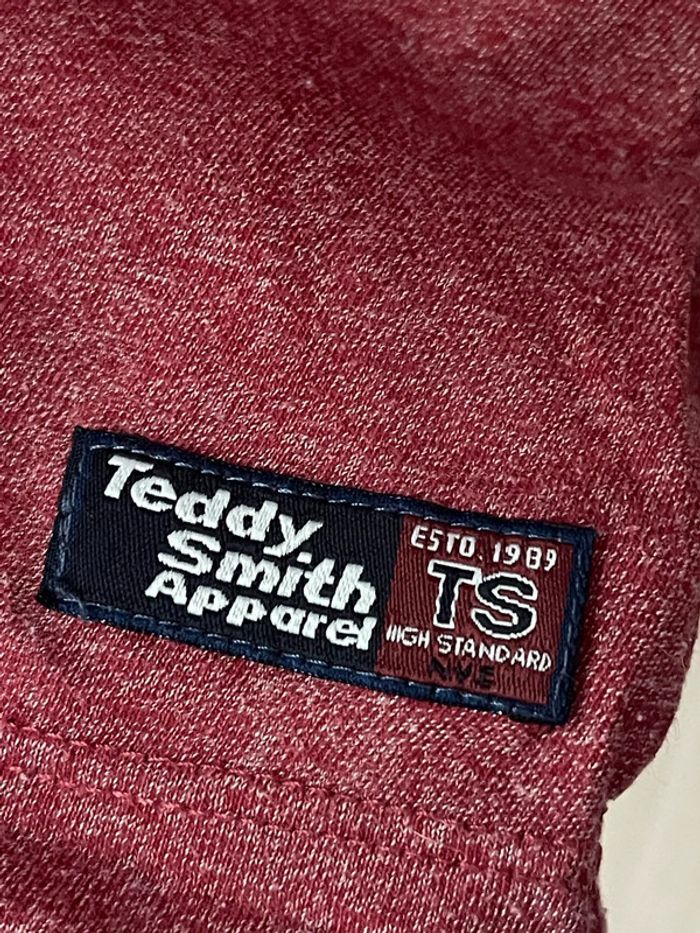 Teddy
Smith
Apparel
ESTD. 1989
TS
HIGH STANDARD